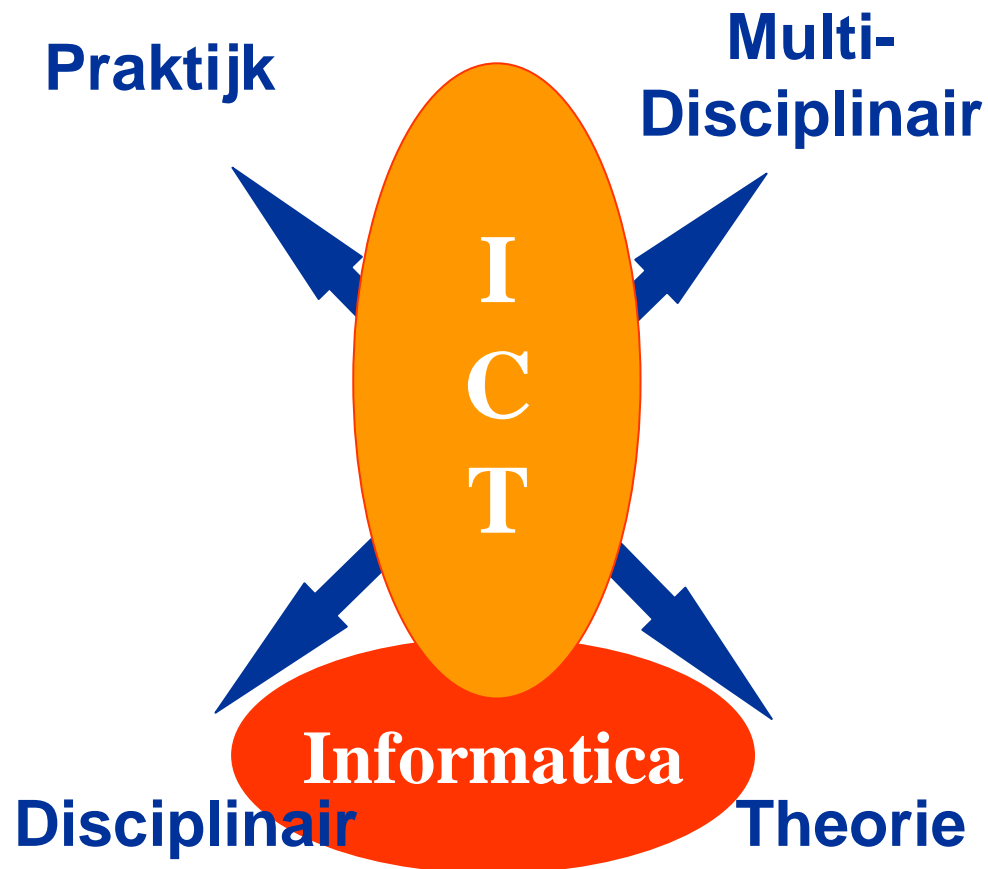 Praktijk
Multi-
Disciplinair
I
C
T
Informatica
Disciplinair
Theorie